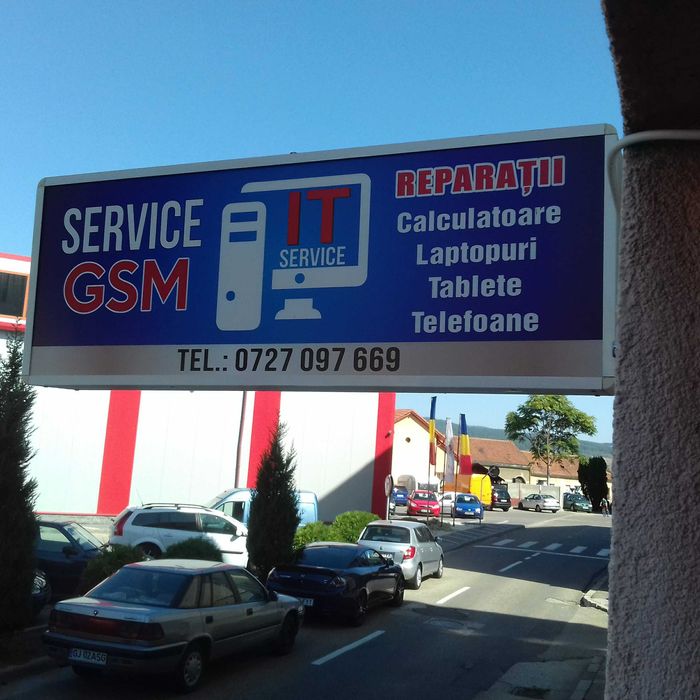 SERVICE
GSM
IT
SERVICE
REPARAȚII
Calculatoare
Laptopuri
Tablete
Telefoane
TEL.: 0727 097 669